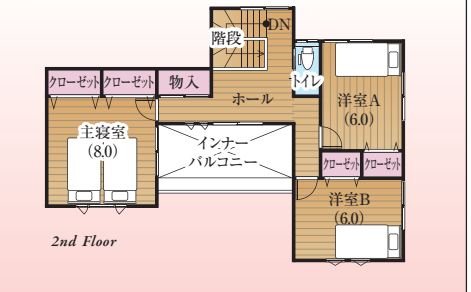 DN
階段
トイレ
クローゼット
クローゼット
物入
ホール
洋室A
(6.0)
主寝室
(8.0)
インナー
バルコニー
クローゼット
クローゼット
洋室B
(6.0)
2nd Floor